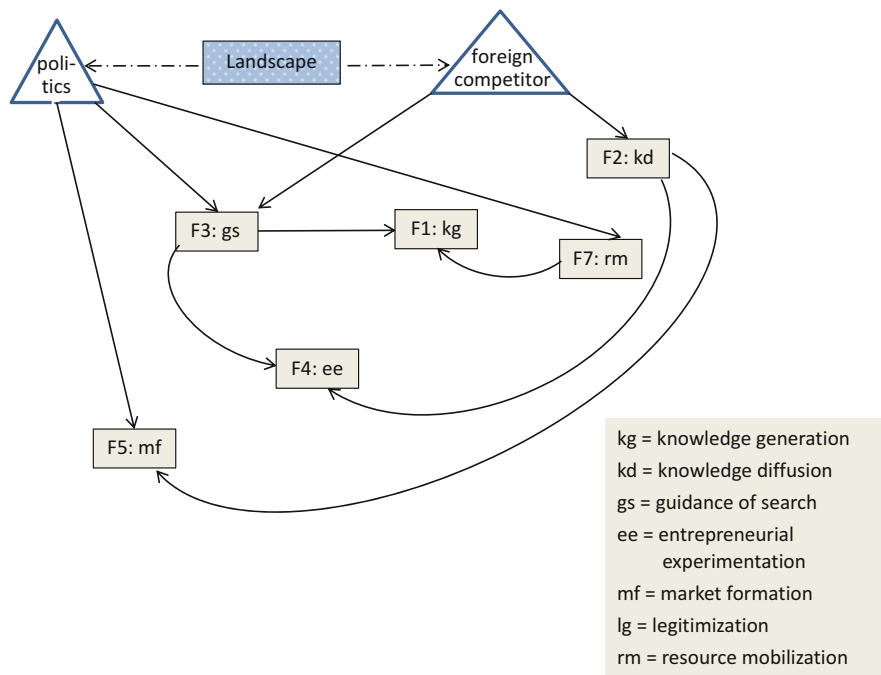 poli-
tics
Landscape
foreign
competitor
F2: kd
F3: gs
F1: kg
F7: rm
F4: ee
F5: mf
kg = knowledge generation
kd = knowledge diffusion
gs = guidance of search
ee = entrepreneurial
experimentation
mf = market formation
lg = legitimization
rm = resource mobilization